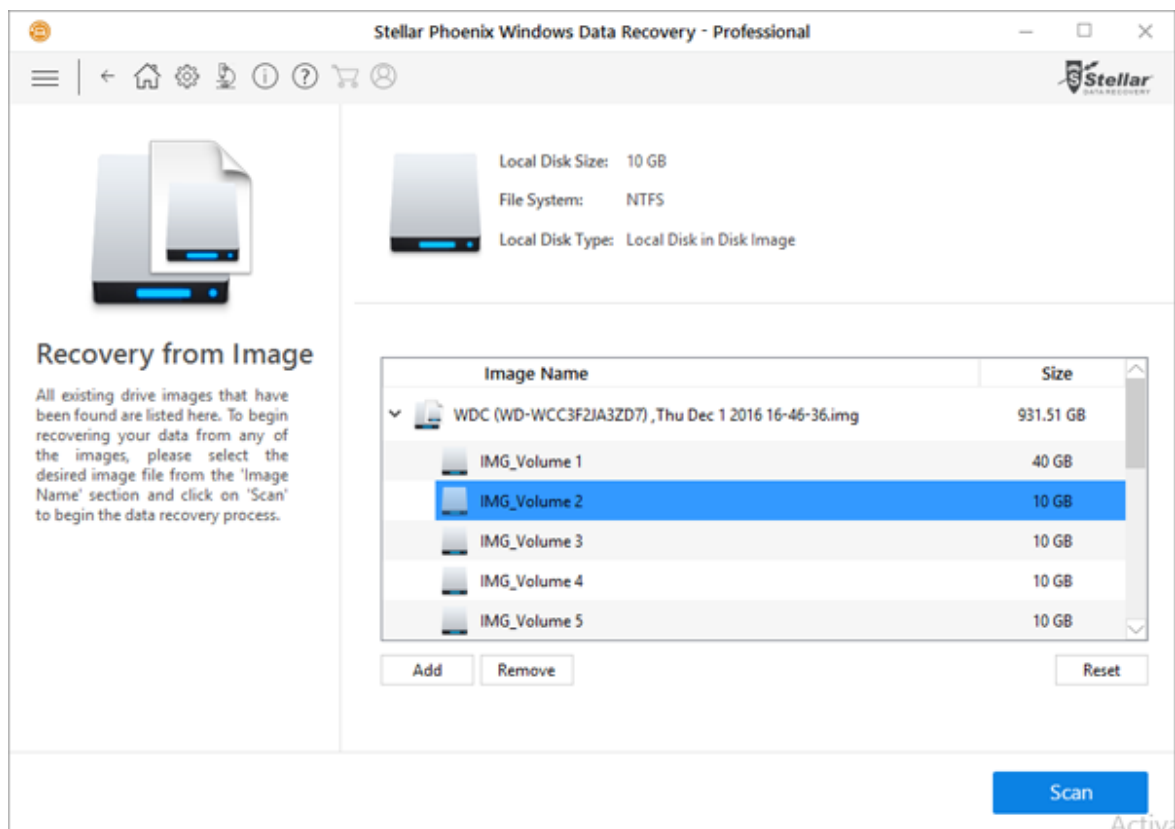 Stellar Phoenix Windows Data Recovery - Professional
Stellar
DATA RECOVERY
Local Disk Size: 10 GB
File System: NTFS
Local Disk Type: Local Disk in Disk Image
Recovery from Image
All existing drive images that have
been found are listed here. To begin
recovering your data from any of
the images, please select the
desired image file from the 'Image
Name' section and click on 'Scan'
to begin the data recovery process.
Image Name Size
WDC (WD-WCC3F2JA3ZD7) ,Thu Dec 1 2016 16-46-36.img 931.51 GB
IMG_Volume 1 40 GB
IMG_Volume 2 10 GB
IMG_Volume 3 10 GB
IMG_Volume 4 10 GB
IMG_Volume 5 10 GB
Add Remove Reset
Scan
Activa